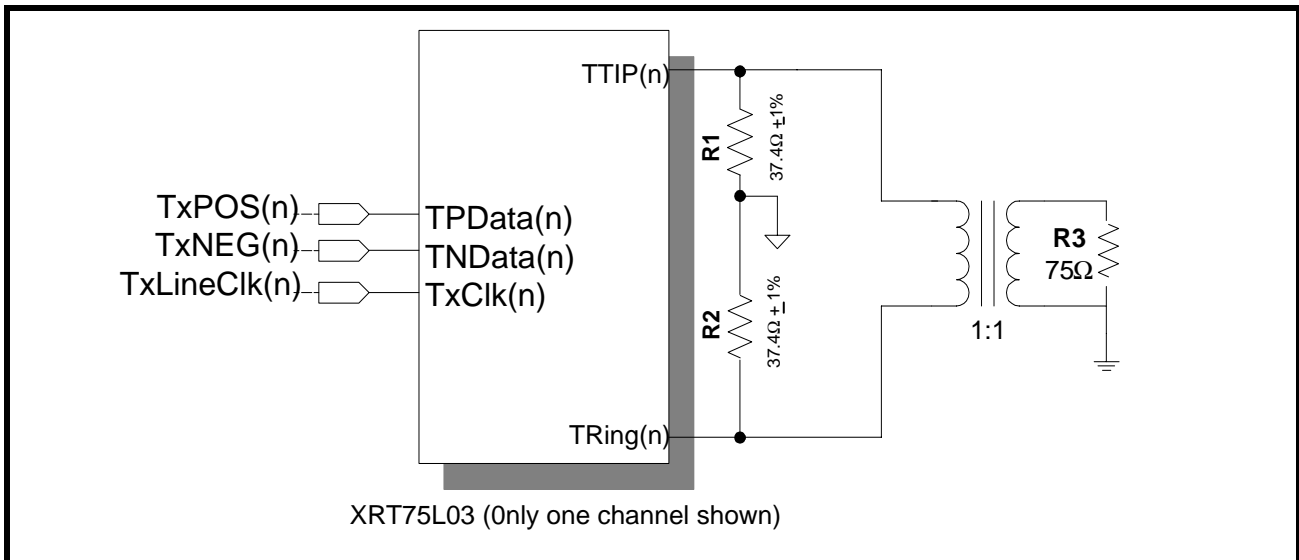 TTIP(n)
R1
37.4Ω +1%
TxPOS(n)
TPData(n)
TxNEG(n)
TNData(n)
TxLineClk(n)
TxClk(n)
R2
37.4Ω + 1%
R3
75Ω
1:1
TRing(n)
XRT75L03 (0nly one channel shown)